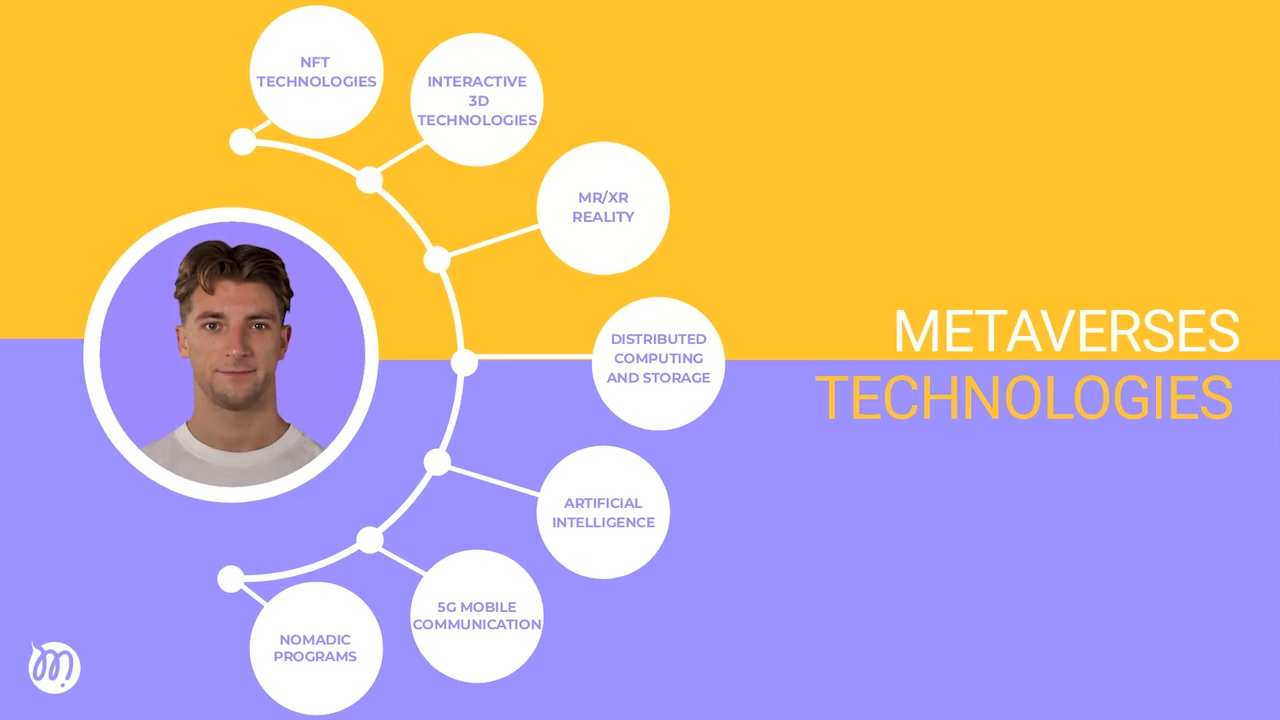 NFT
TECHNOLOGIES
INTERACTIVE
3D
TECHNOLOGIES
MR/XR
REALITY
DISTRIBUTED
COMPUTING
AND STORAGE
ARTIFICIAL
INTELLIGENCE
5G MOBILE
COMMUNICATION
NOMADIC
PROGRAMS
METAVERSES
TECHNOLOGIES
m.